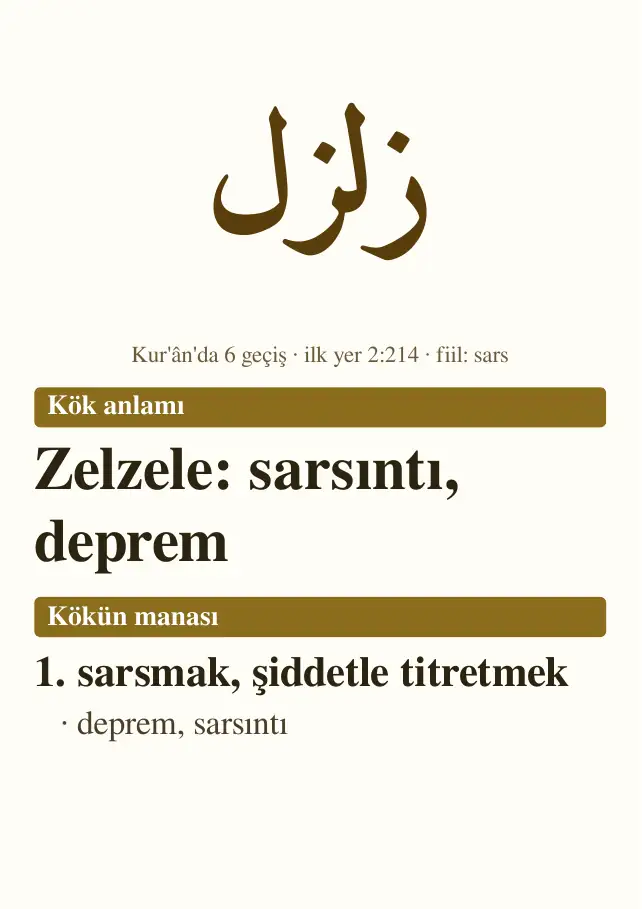 زلزل
Kur'ân'da 6 geçiş · ilk yer 2:214 · fiil: sars
Kök anlamı
Zelzele: sarsıntı,
deprem
Kökün manası
1. sarsmak, şiddetle titretmek
· deprem, sarsıntı